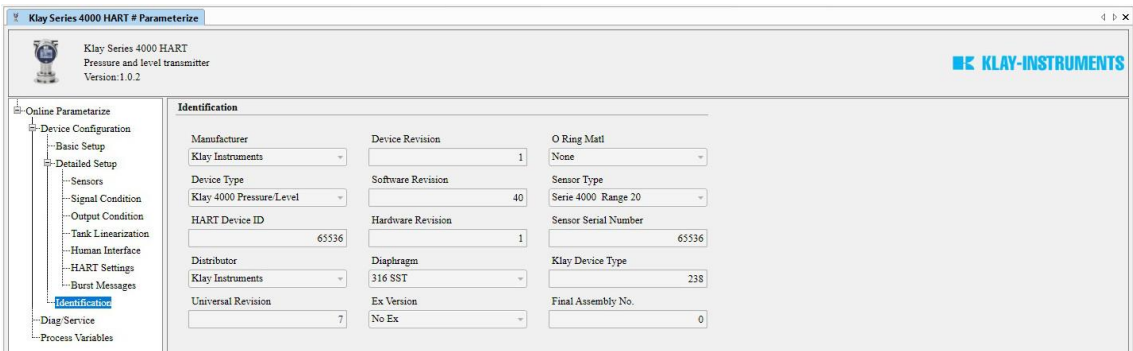 Klay Series 4000 HART # Parameterize
Klay Series 4000 HART
Pressure and level transmitter
Version:1.0.2
KLAY-INSTRUMENTS
Online Parametarize
Device Configuration
Basic Setup
Detailed Setup
Sensors
Signal Condition
Output Condition
Tank Linearization
Human Interface
HART Settings
Burst Messages
Identification
Diag/Service
Process Variables
Identification
Manufacturer
Klay Instruments
Device Type
Klay 4000 Pressure/Level
HART Device ID
65536
Distributor
Klay Instruments
Universal Revision
7
Device Revision
1
Software Revision
40
Hardware Revision
1
Diaphragm
316 SST
Ex Version
No Ex
O Ring Matl
None
Sensor Type
Serie 4000 Range 20
Sensor Serial Number
65536
Klay Device Type
238
Final Assembly No.
0